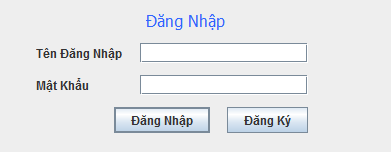 Đăng Nhập
Tên Đăng Nhập
Mật Khẩu
Đăng Nhập Đăng Ký